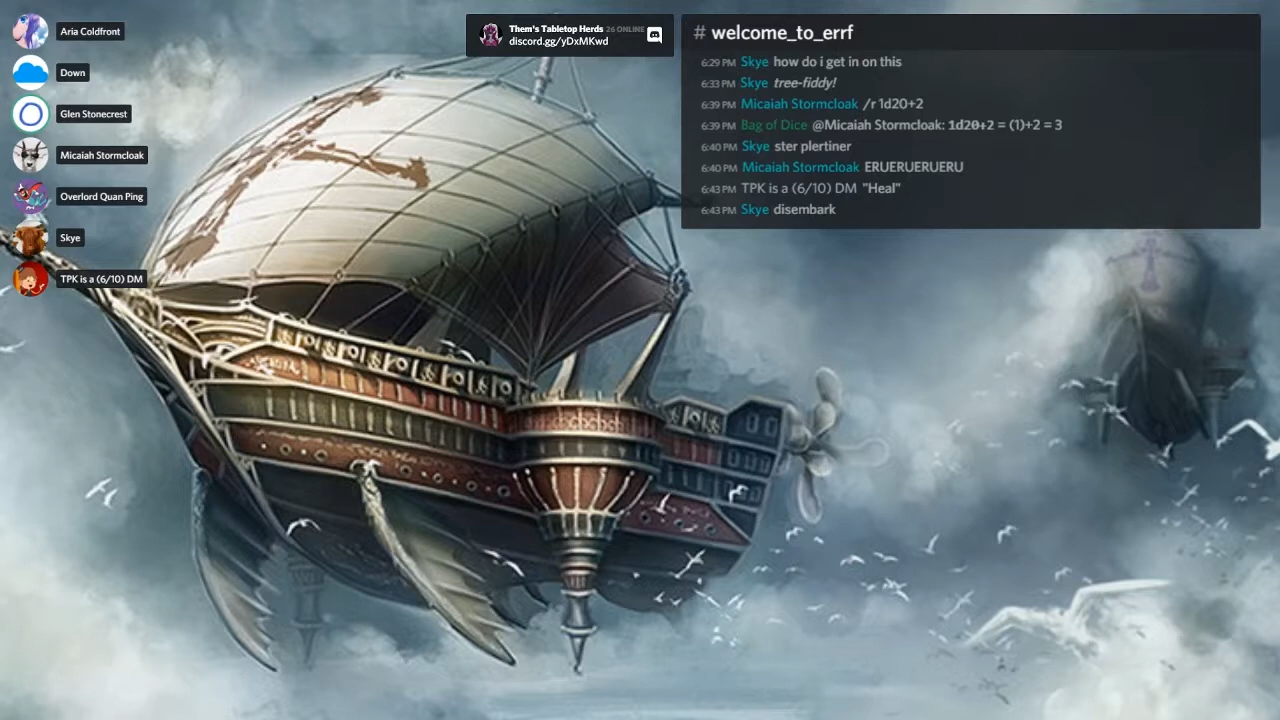 Aria Coldfront
Down
Glen Stonecrest
Micaiah Stormcloak
Overlord Quan Ping
Skye
TPK is a (6/10) DM
Them's Tabletop Herds 26 ONLINE
discord.gg/yDxMKwd
# welcome_to_errf
6:29 PM Skye how do i get in on this
6:33 PM Skye tree-fiddy!
6:39 PM Micaiah Stormcloak /r 1d20+2
6:39 PM Bag of Dice @Micaiah Stormcloak: 1d20+2 = (1)+2 = 3
6:40 PM Skye ster plertiner
6:40 PM Micaiah Stormcloak ERUERUERUERU
6:43 PM TPK is a (6/10) DM "Heal"
6:43 PM Skye disembark